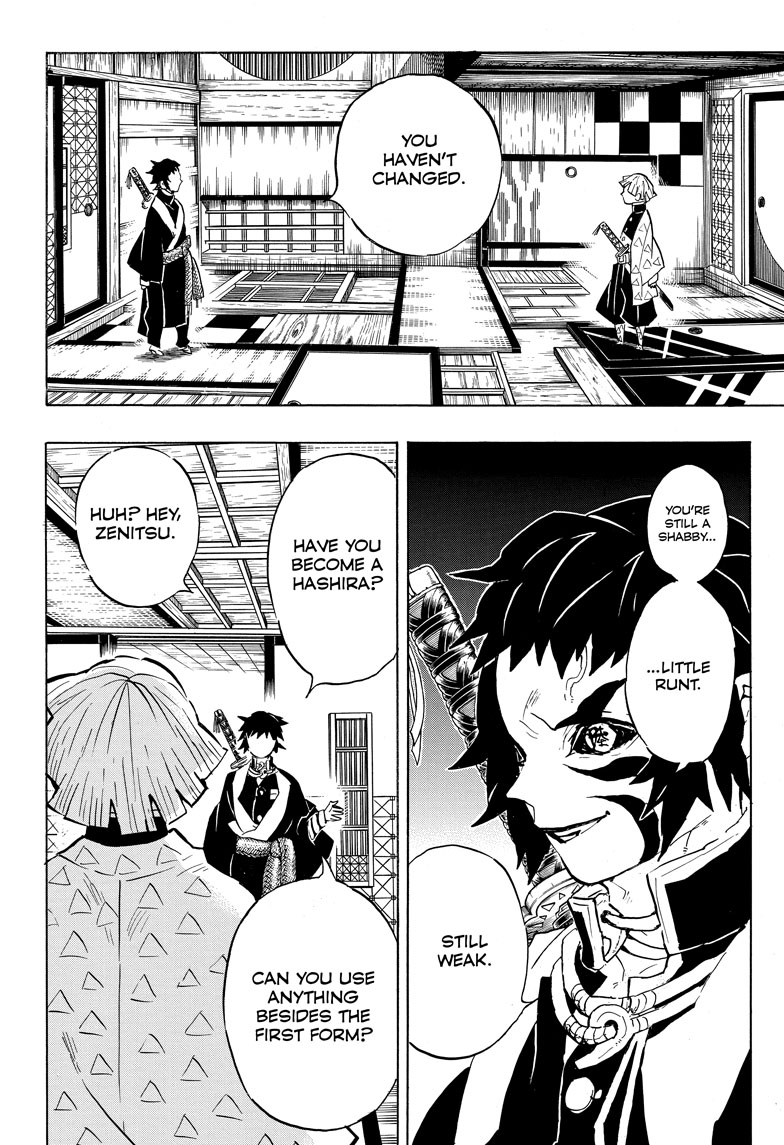 YOU
HAVEN'T
CHANGED.
YOU'RE
STILL A
SHABBY...
...LITTLE
RUNT.
STILL
WEAK.
HAVE YOU
BECOME A
HASHIRA?
HUH? HEY,
ZENITSU.
CAN YOU USE
ANYTHING
BESIDES THE
FIRST FORM?